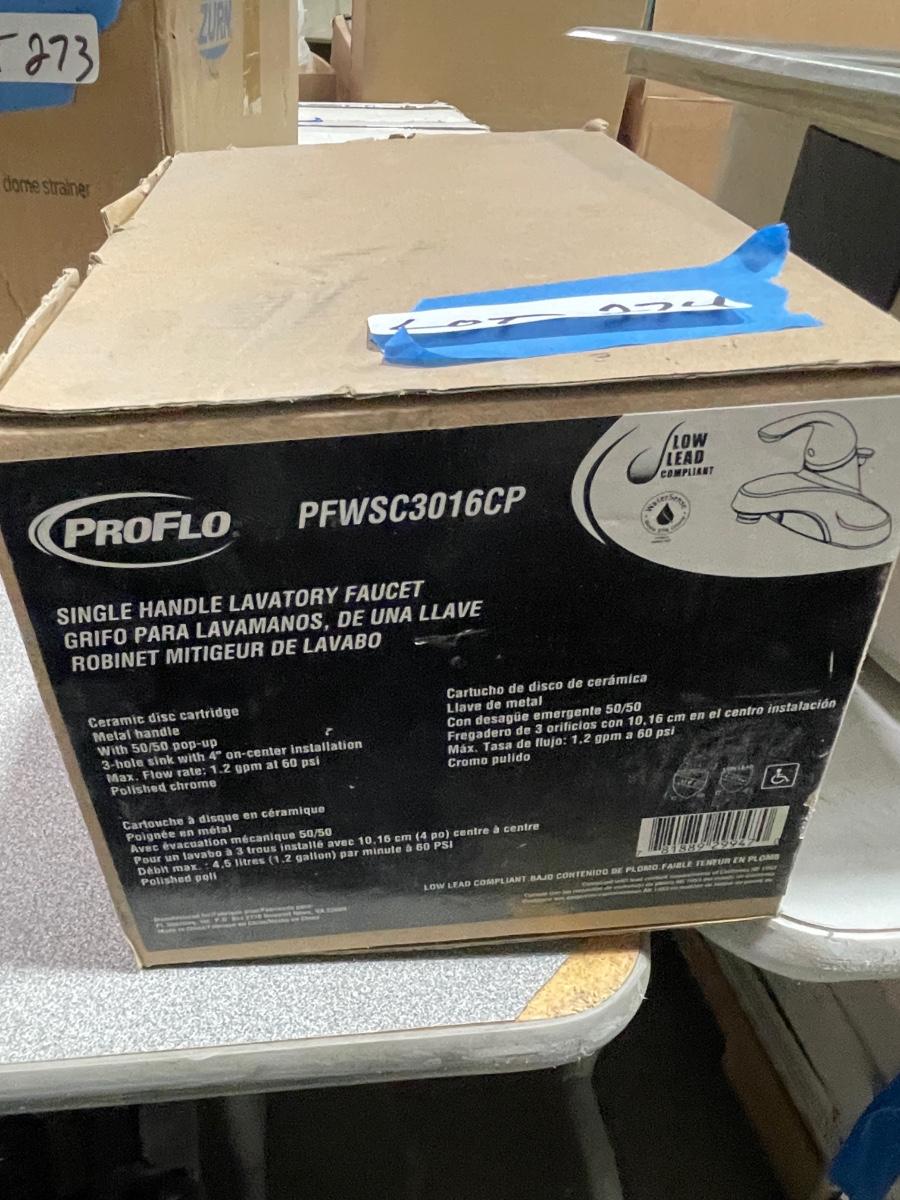 ZURN
T 273
dome strainer
LOT 274
PROFLO
PFWSC3016CP
LOW
LEAD
COMPLIANT
WaterSense
SINGLE HANDLE LAVATORY FAUCET
GRIFO PARA LAVAMANOS, DE UNA LLAVE
ROBINET MITIGEUR DE LAVABO
Ceramic disc cartridge
Metal handle
With 50/50 pop-up
3-hole sink with 4" on-center installation
Max. Flow rate: 1.2 gpm at 60 psi
Polished chrome
Cartucho de disco de cerámica
Llave de metal
Con desagüe emergente 50/50
Fregadero de 3 orificios con 10,16 cm en el centro instalación
Máx. Tasa de flujo: 1,2 gpm a 60 psi
Cromo pulido
Cartouche à disque en céramique
Poignée en métal
Avec évacuation mécanique 50/50
Pour un lavabo à 3 trous installé avec 10,16 cm (4 po) centre à centre
Débit max. : 4,5 litres (1,2 gallon) par minute à 60 PSI
Polished poli
LOW LEAD COMPLIANT BAJO CONTENIDO DE PLOMO FAIBLE TENEUR EN PLOMB